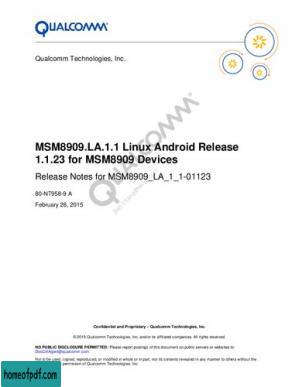 QUALCOMM®
Qualcomm Technologies, Inc.
MSM8909.LA.1.1 Linux Android Release
1.1.23 for MSM8909 Devices
Release Notes for MSM8909_LA_1_1-01123
80-NT958-9 A
February 26, 2015
QUALCOMM®
Confidential and Proprietary – Qualcomm Technologies, Inc.
©2015 Qualcomm Technologies, Inc. and/or its affiliated companies. All rights reserved.
NO PUBLIC DISCLOSURE PERMITTED: Please report postings of this document on public servers or websites to
DocCtrlAgent@qualcomm.com.
Not to be used, copied, reproduced, or modified in whole or in part, nor its contents revealed in any manner to others without the
permission of Qualcomm Technologies, Inc.
homeofpdf.com